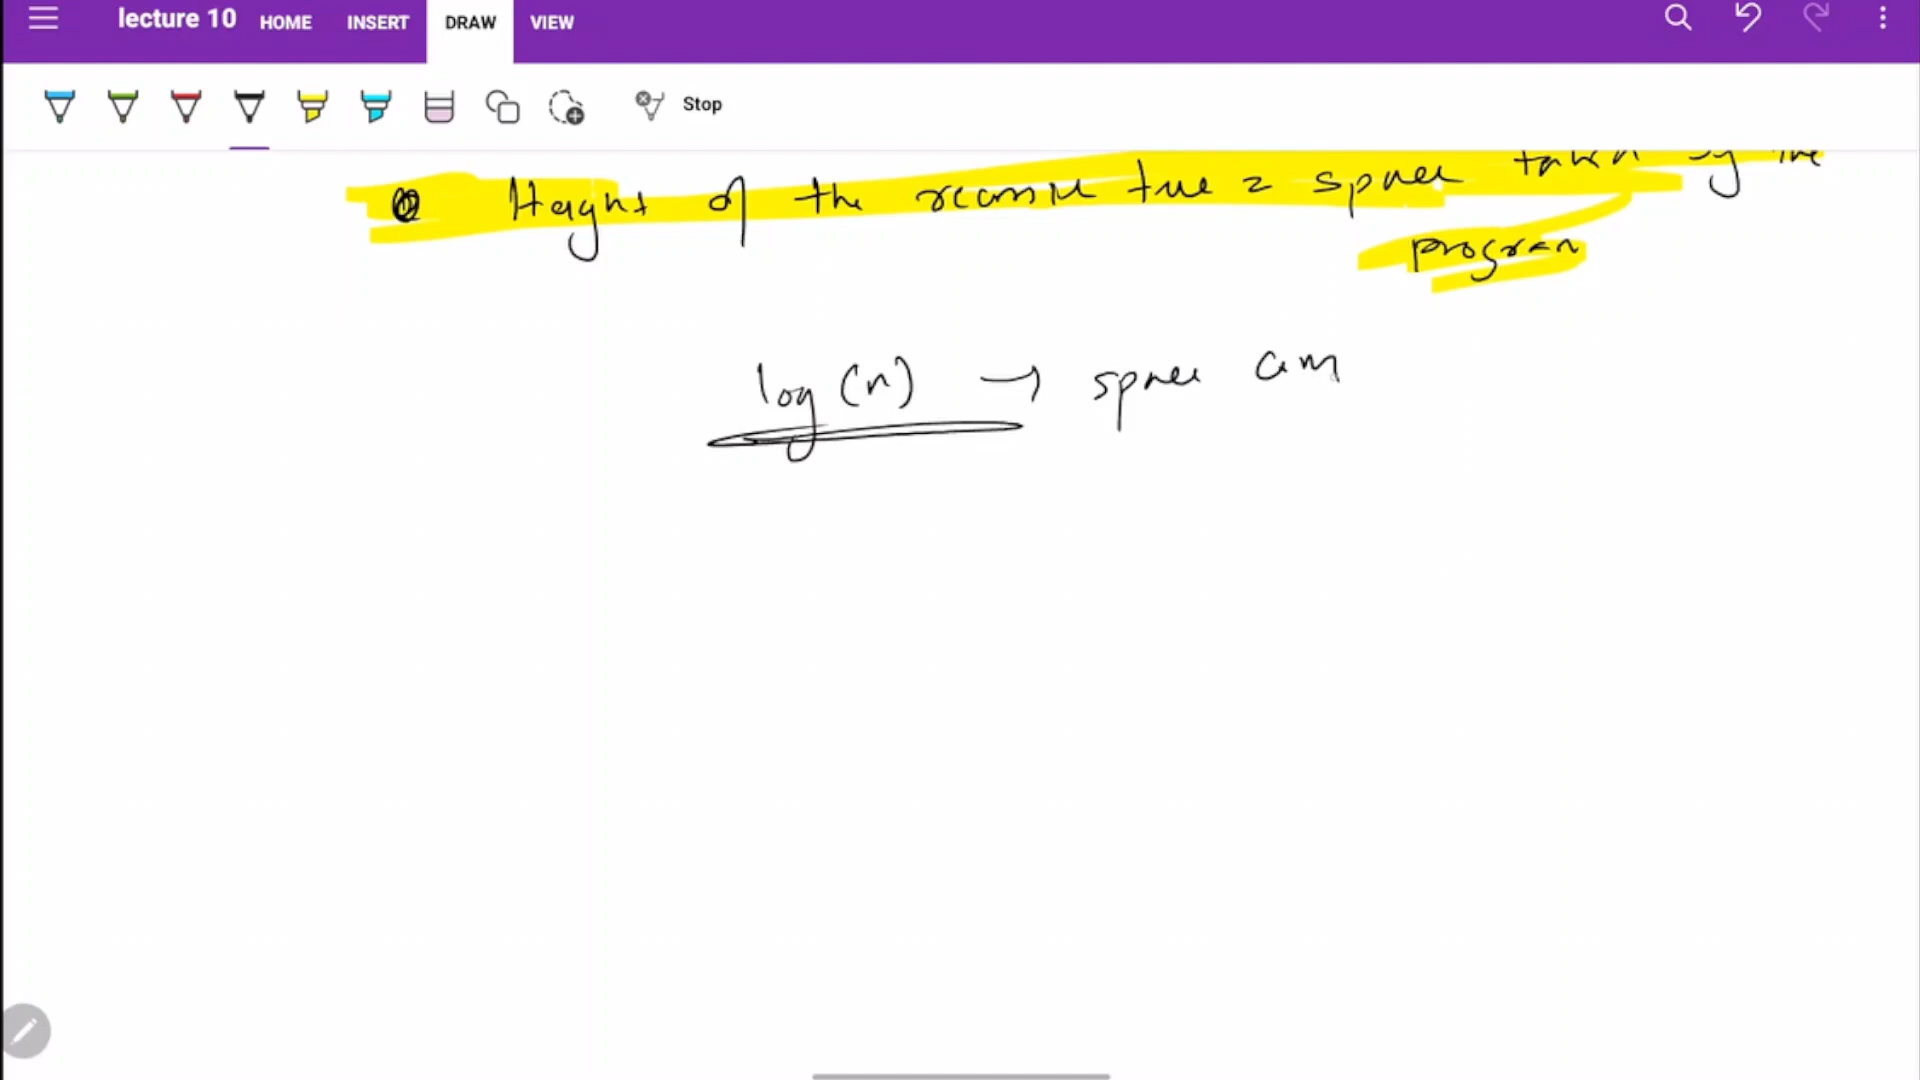 lecture 10 HOME INSERT DRAW VIEW
Stop
Height of the recursive tree = space taken by the
program
log(n) → space com